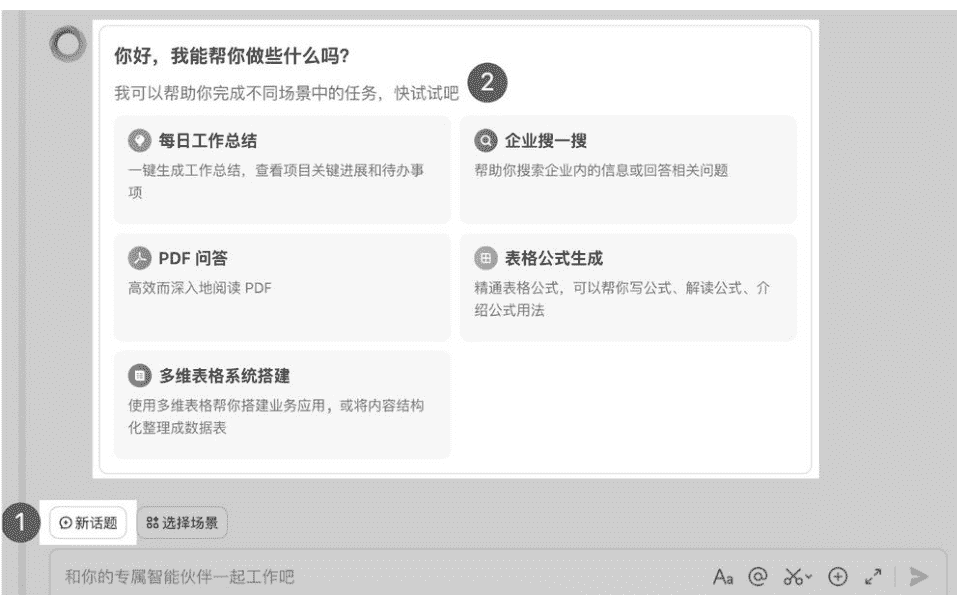 你好，我能帮你做些什么吗？
我可以帮助你完成不同场景中的任务，快试试吧
2
每日工作总结
一键生成工作总结，查看项目关键进展和待办事
项
企业搜一搜
帮助你搜索企业内的信息或回答相关问题
PDF 问答
高效而深入地阅读 PDF
表格公式生成
精通表格公式，可以帮你写公式、解读公式、介
绍公式用法
多维表格系统搭建
使用多维表格帮你搭建业务应用，或将内容结构
化整理成数据表
1
新话题
选择场景
和你的专属智能伙伴一起工作吧
Aa